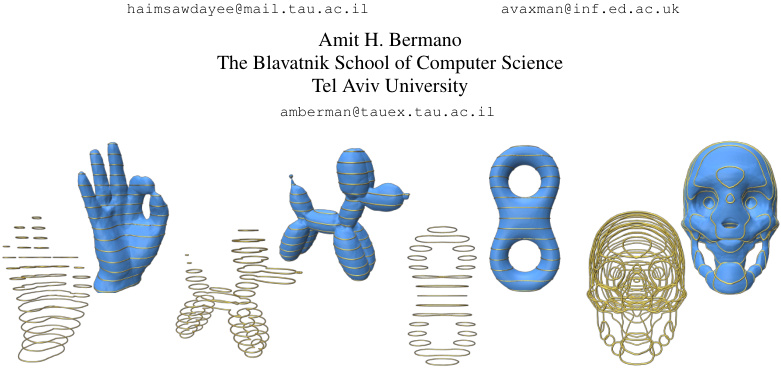 haimsawdayee@mail.tau.ac.il avaxman@inf.ed.ac.uk
Amit H. Bermano
The Blavatnik School of Computer Science
Tel Aviv University
amberman@tauex.tau.ac.il